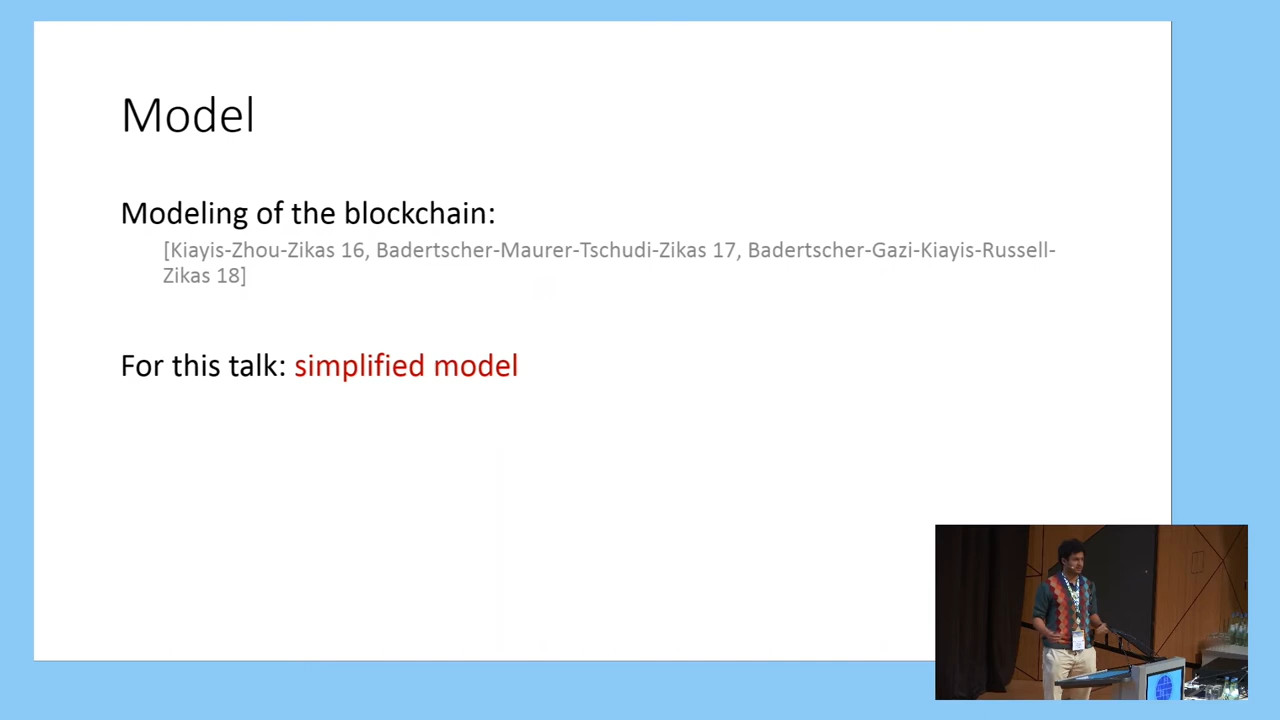 Model
Modeling of the blockchain:
[Kiayis-Zhou-Zikas 16, Badertscher-Maurer-Tschudi-Zikas 17, Badertscher-Gazi-Kiayis-Russell-
Zikas 18]
For this talk: simplified model